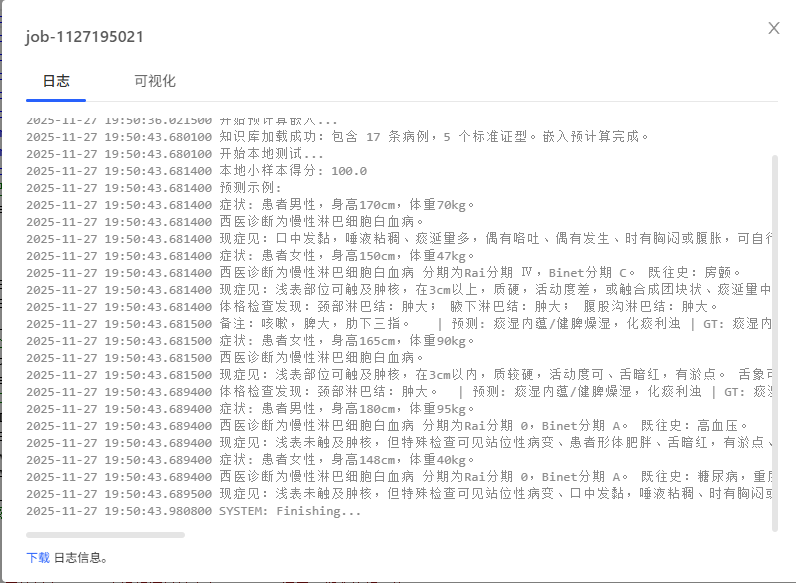 job-1127195021
日志 可视化
2025-11-27 19:50:36.021500 开始预计算嵌入...
2025-11-27 19:50:43.680100 知识库加载成功：包含 17 条病例，5 个标准证型。嵌入预计算完成。
2025-11-27 19:50:43.680100 开始本地测试...
2025-11-27 19:50:43.681400 本地小样本得分: 100.0
2025-11-27 19:50:43.681400 预测示例:
2025-11-27 19:50:43.681400 症状: 患者男性，身高170cm，体重70kg。
2025-11-27 19:50:43.681400 西医诊断为慢性淋巴细胞白血病。
2025-11-27 19:50:43.681400 现症见: 口中发黏，唾液粘稠、痰涎量多，偶有咯吐、偶有发生、时有胸闷或腹胀，可自行
2025-11-27 19:50:43.681400 症状: 患者女性，身高150cm，体重47kg。
2025-11-27 19:50:43.681400 西医诊断为慢性淋巴细胞白血病 分期为Rai分期 Ⅳ，Binet分期 C。 既往史: 房颤。
2025-11-27 19:50:43.681400 现症见: 浅表部位可触及肿核，在3cm以上，质硬，活动度差，或融合成团块状、痰涎量中
2025-11-27 19:50:43.681400 体格检查发现: 颈部淋巴结: 肿大； 腋下淋巴结: 肿大； 腹股沟淋巴结: 肿大。
2025-11-27 19:50:43.681500 备注: 咳嗽，脾大，肋下三指。 | 预测: 痰湿内蕴/健脾燥湿，化痰利浊 | GT: 痰湿内
2025-11-27 19:50:43.681500 症状: 患者女性，身高165cm，体重90kg。
2025-11-27 19:50:43.681500 西医诊断为慢性淋巴细胞白血病。
2025-11-27 19:50:43.681500 现症见: 浅表部位可触及肿核，在3cm以内，质较硬，活动度可、舌暗红，有淤点。 舌象可
2025-11-27 19:50:43.689400 体格检查发现: 颈部淋巴结: 肿大。 | 预测: 痰湿内蕴/健脾燥湿，化痰利浊 | GT: 痰湿
2025-11-27 19:50:43.689400 症状: 患者男性，身高180cm，体重95kg。
2025-11-27 19:50:43.689400 西医诊断为慢性淋巴细胞白血病 分期为Rai分期 0，Binet分期 A。 既往史: 高血压。
2025-11-27 19:50:43.689400 现症见: 浅表未触及肿核，但特殊检查可见站位性病变、患者形体肥胖、舌暗红，有淤点、
2025-11-27 19:50:43.689400 症状: 患者女性，身高148cm，体重40kg。
2025-11-27 19:50:43.689400 西医诊断为慢性淋巴细胞白血病 分期为Rai分期 0，Binet分期 A。 既往史: 糖尿病，重
2025-11-27 19:50:43.689500 现症见: 浅表未触及肿核，但特殊检查可见站位性病变、口中发黏，唾液粘稠、时有胸闷或
2025-11-27 19:50:43.980800 SYSTEM: Finishing...
下载 日志信息。